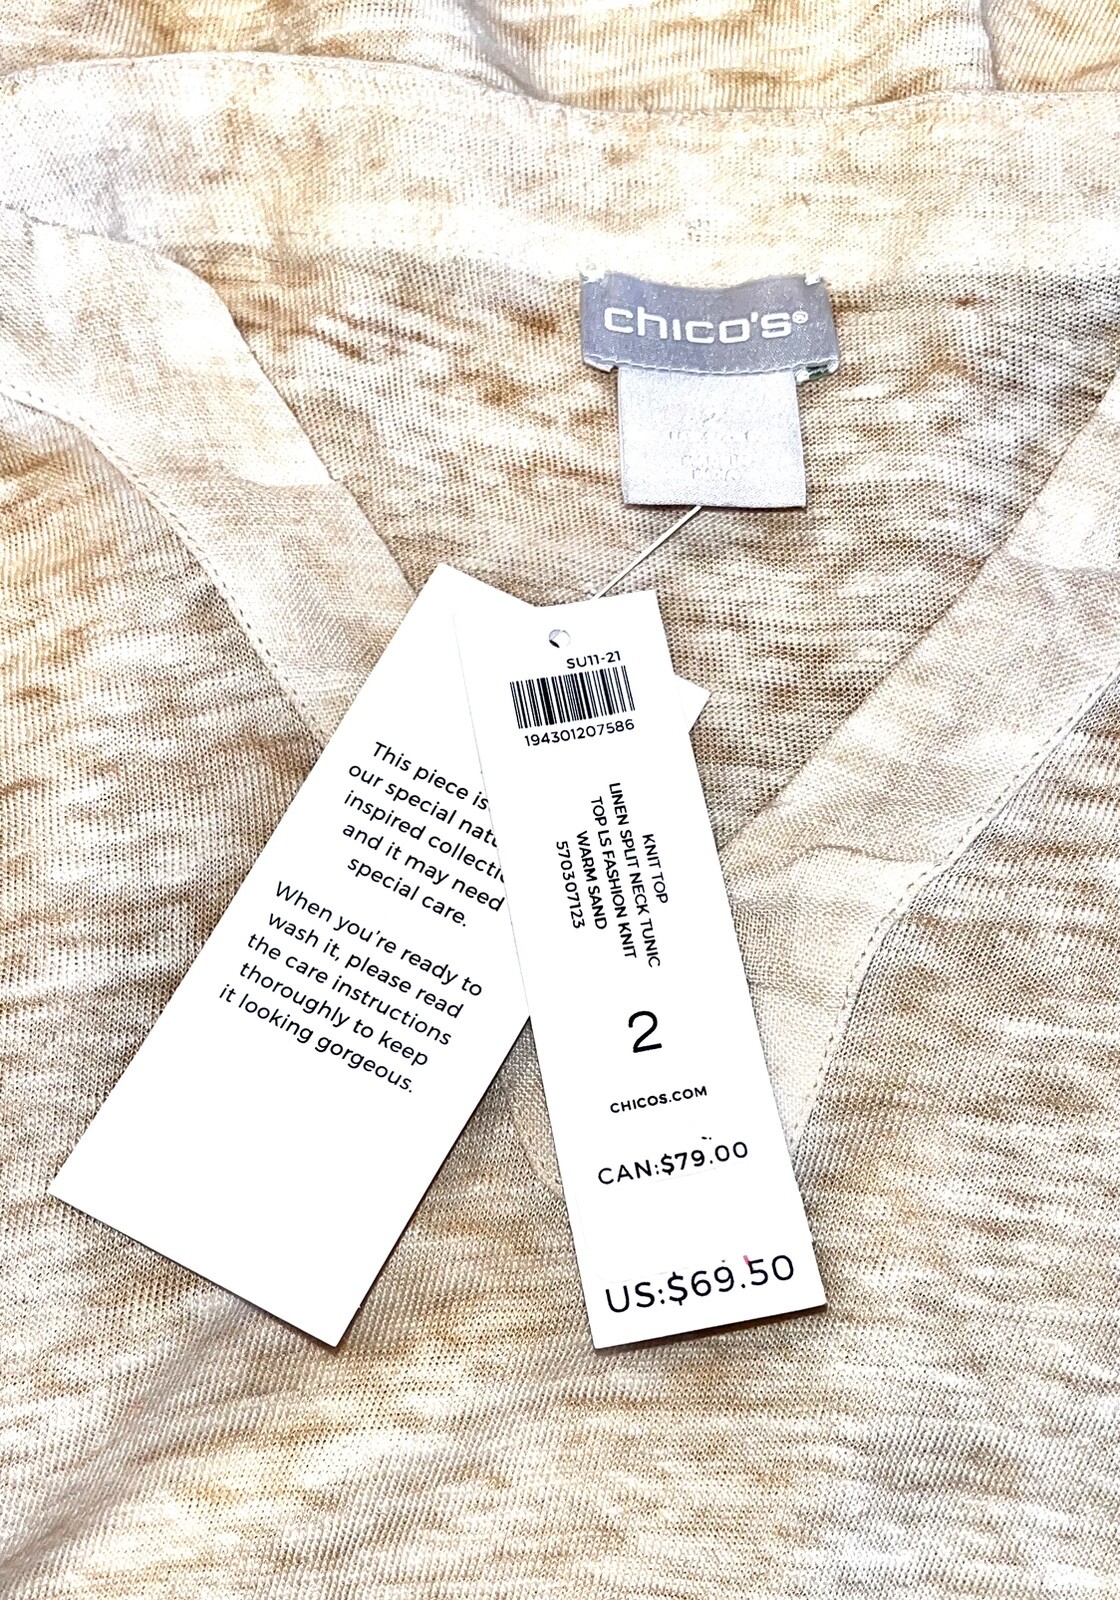 chico's®
This piece is
our special
inspired
and it may need
special care.
When you're ready to
wash it, please read
the care instructions
thoroughly to keep
it looking gorgeous.
SU11-21
194301207586
KNIT TOP
LINEN SPLIT NECK TUNIC
TOP LS FASHION KNIT
WARM SAND
570307123
2
CHICOS.COM
CAN:$79.00
US:$69.50